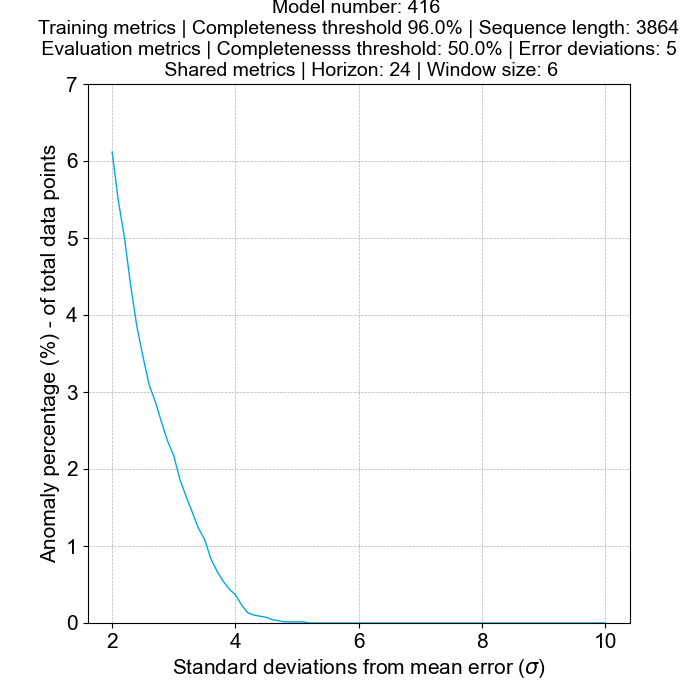 Model number: 416
Training metrics | Completeness threshold 96.0% | Sequence length: 3864
Evaluation metrics | Completenesss threshold: 50.0% | Error deviations: 5
Shared metrics | Horizon: 24 | Window size: 6
7
6
5
4
3
2
1
0
Anomaly percentage (%) - of total data points
2 4 6 8 10
Standard deviations from mean error (σ)